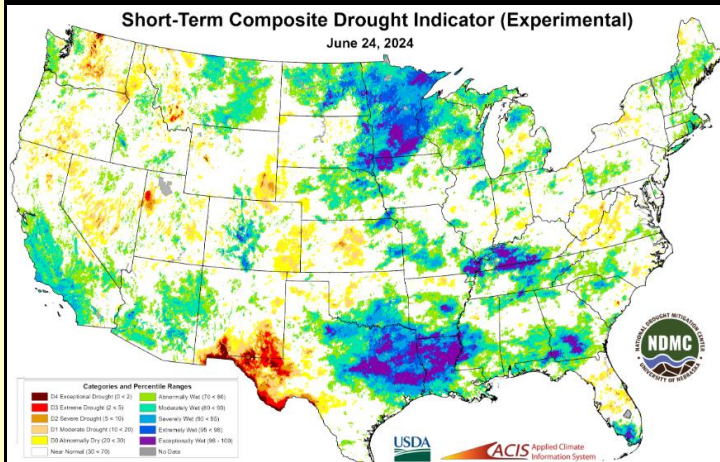 Short-Term Composite Drought Indicator (Experimental)
June 24, 2024
Categories and Percentile Ranges
D4 Exceptional Drought (0 < 2)
D3 Extreme Drought (2 < 5)
D2 Severe Drought (5 < 10)
D1 Moderate Drought (10 < 20)
D0 Abnormally Dry (20 < 30)
Near Normal (30 < 70)
Abnormally Wet (70 < 80)
Moderately Wet (80 < 90)
Severely Wet (90 < 95)
Extremely Wet (95 < 98)
Exceptionally Wet (98 - 100)
No Data
NATIONAL DROUGHT MITIGATION CENTER
NDMC
UNIVERSITY OF NEBRASKA
USDA
ACIS Applied Climate
Information System